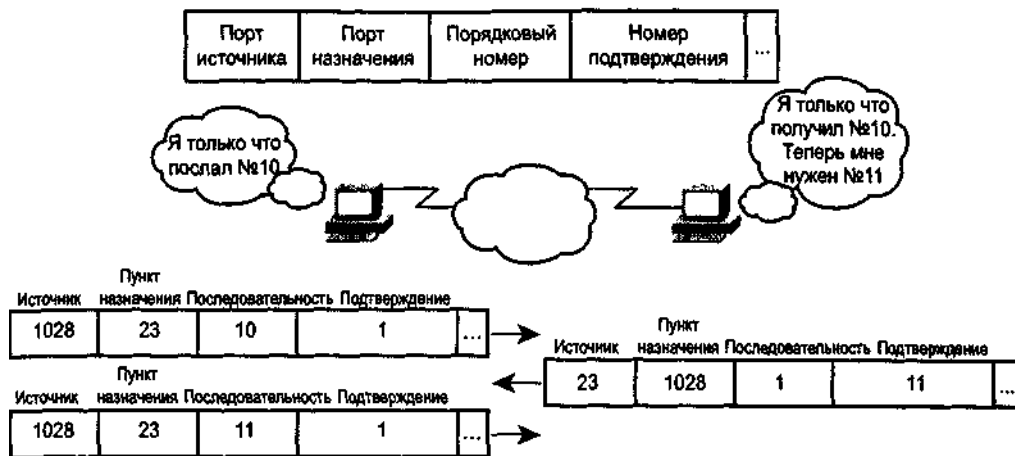 Порт источника
Порт назначения
Порядковый номер
Номер подтверждения
...
Я только что
послал №10
Я только что
получил №10.
Теперь мне
нужен №11
Источник Пункт назначения Последовательность Подтверждение
1028 23 10 1 ...
Источник Пункт назначения Последовательность Подтверждение
23 1028 1 11 ...
Источник Пункт назначения Последовательность Подтверждение
1028 23 11 1 ...